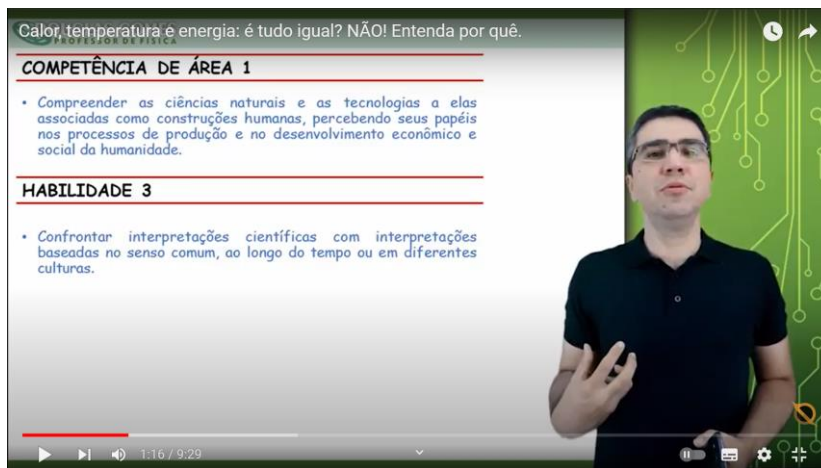 Calor, temperatura e energia: é tudo igual? NÃO! Entenda por quê.
PROFESSOR DE FÍSICA
COMPETÊNCIA DE ÁREA 1
• Compreender as ciências naturais e as tecnologias a elas
associadas como construções humanas, percebendo seus papéis
nos processos de produção e no desenvolvimento econômico e
social da humanidade.
HABILIDADE 3
• Confrontar interpretações científicas com interpretações
baseadas no senso comum, ao longo do tempo ou em diferentes
culturas.
1:16 / 9:29